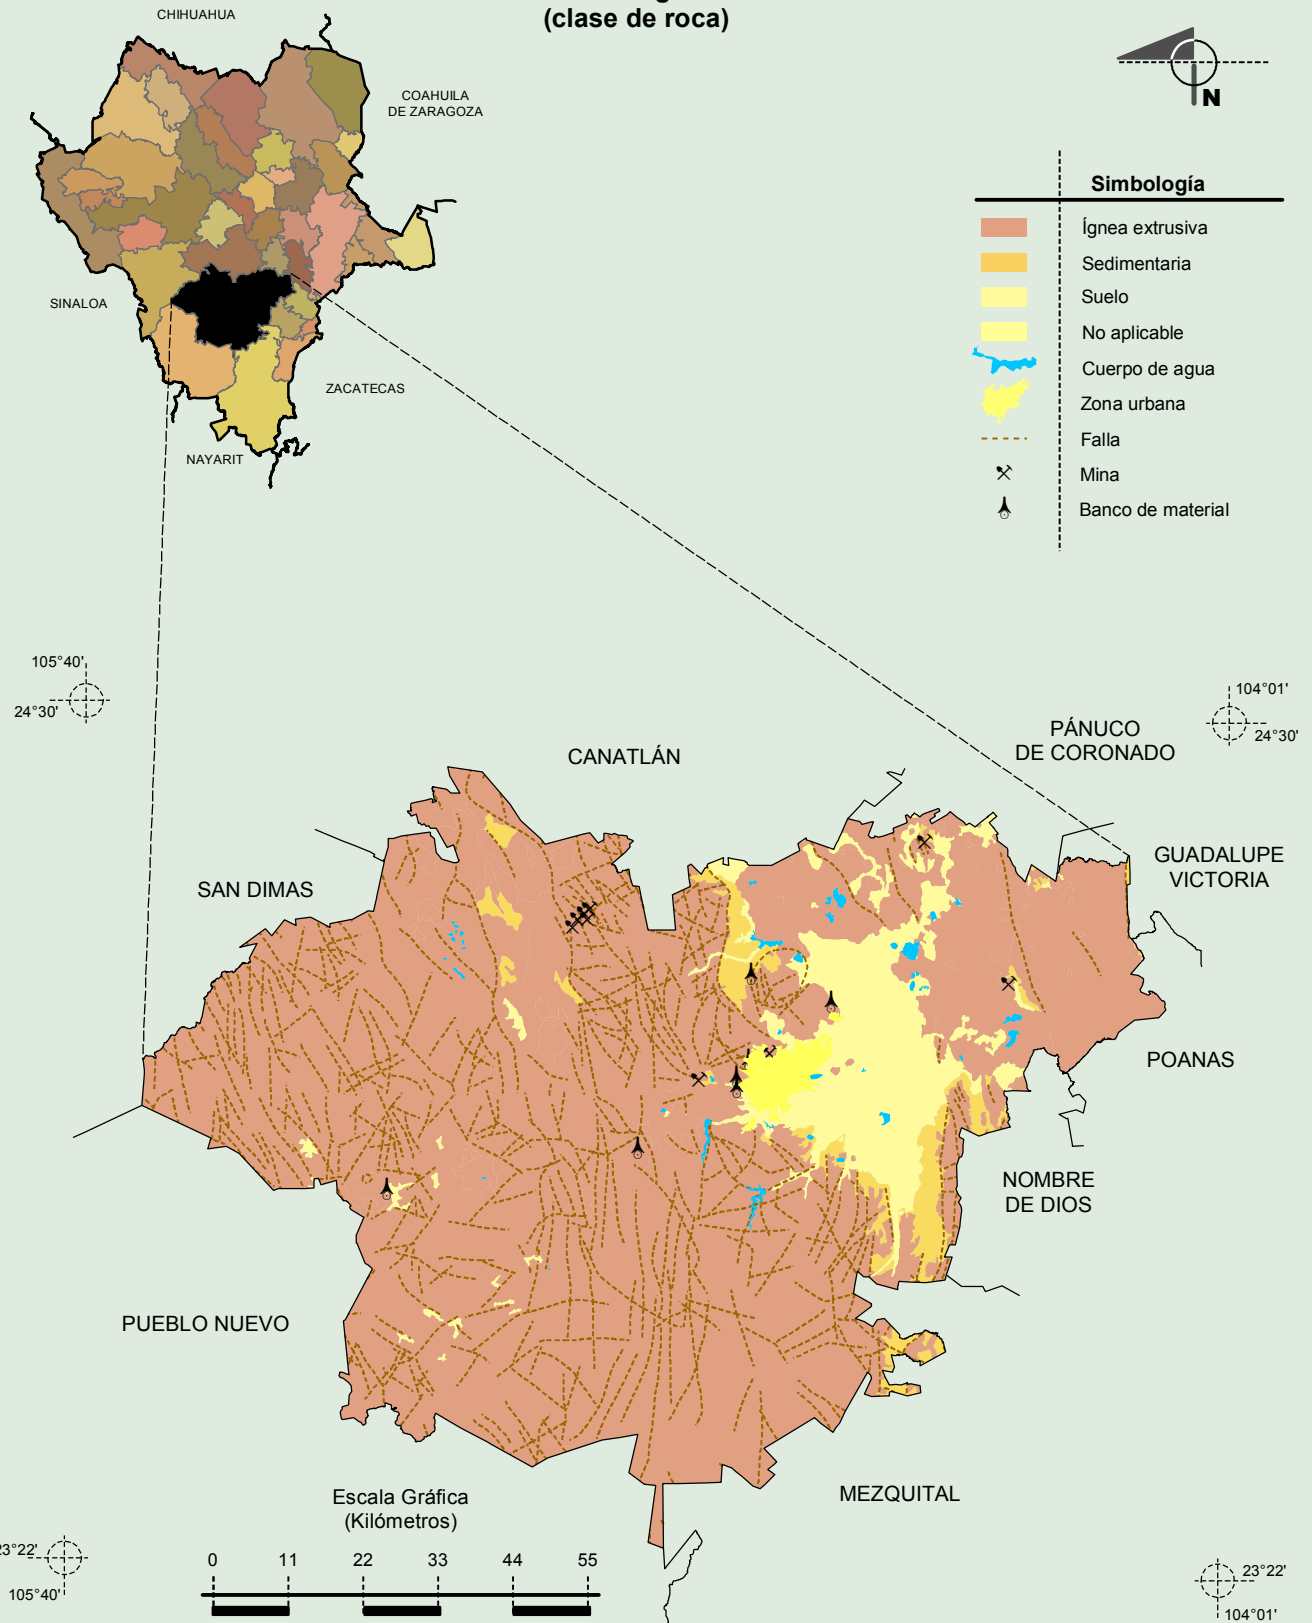 (clase de roca)
CHIHUAHUA
COAHUILA
DE ZARAGOZA
SINALOA
ZACATECAS
NAYARIT
N
Simbología
Ígnea extrusiva
Sedimentaria
Suelo
No aplicable
Cuerpo de agua
Zona urbana
Falla
Mina
Banco de material
105°40'
24°30'
104°01'
24°30'
PÁNUCO
DE CORONADO
CANATLÁN
GUADALUPE
VICTORIA
SAN DIMAS
POANAS
NOMBRE
DE DIOS
PUEBLO NUEVO
MEZQUITAL
Escala Gráfica
(Kilómetros)
0 11 22 33 44 55
23°22'
105°40'
23°22'
104°01'